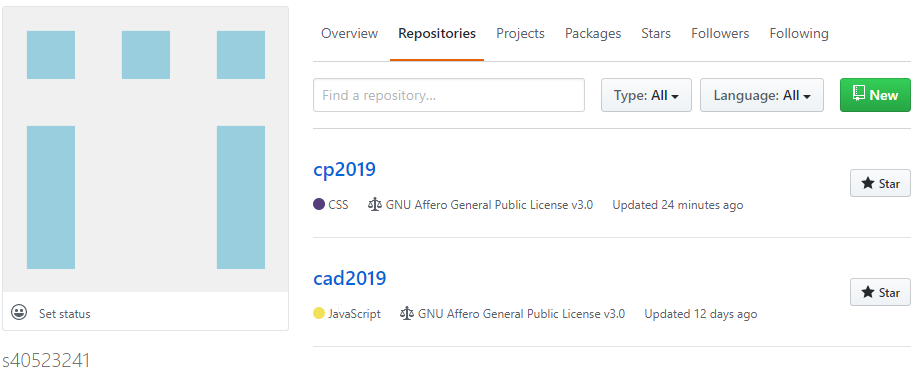 Overview Repositories Projects Packages Stars Followers Following
Find a repository... Type: All Language: All New
cp2019
Star
CSS GNU Affero General Public License v3.0 Updated 24 minutes ago
cad2019
Star
JavaScript GNU Affero General Public License v3.0 Updated 12 days ago
Set status
s40523241